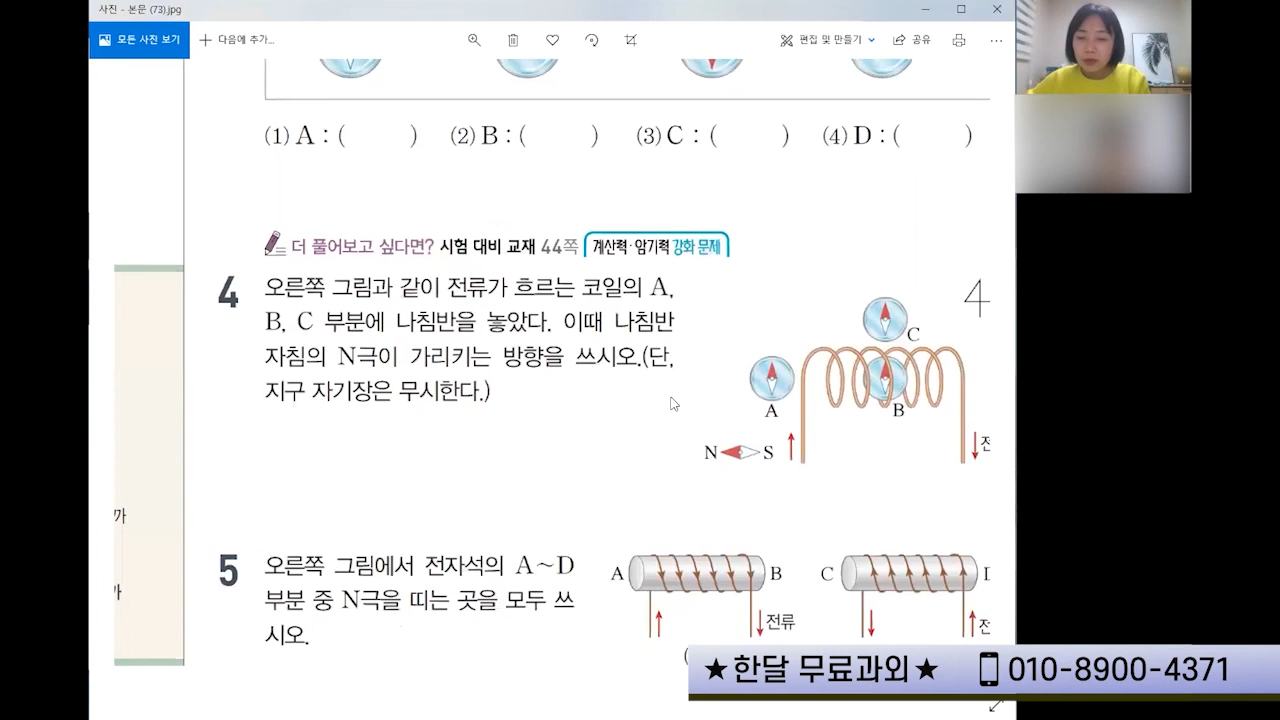 사진 - 본문 (73).jpg
모든 사진 보기
다음에 추가...
편집 및 만들기
공유
(1) A : ( ) (2) B : ( ) (3) C : ( ) (4) D : ( )
더 풀어보고 싶다면? 시험 대비 교재 44쪽 계산력·암기력 강화 문제
4
오른쪽 그림과 같이 전류가 흐르는 코일의 A,
B, C 부분에 나침반을 놓았다. 이때 나침반
자침의 N극이 가리키는 방향을 쓰시오.(단,
지구 자기장은 무시한다.)
C
A
B
N S
4
5
오른쪽 그림에서 전자석의 A~D
부분 중 N극을 띠는 곳을 모두 쓰
시오.
A B C
전류
★한달 무료과외★ 010-8900-4371